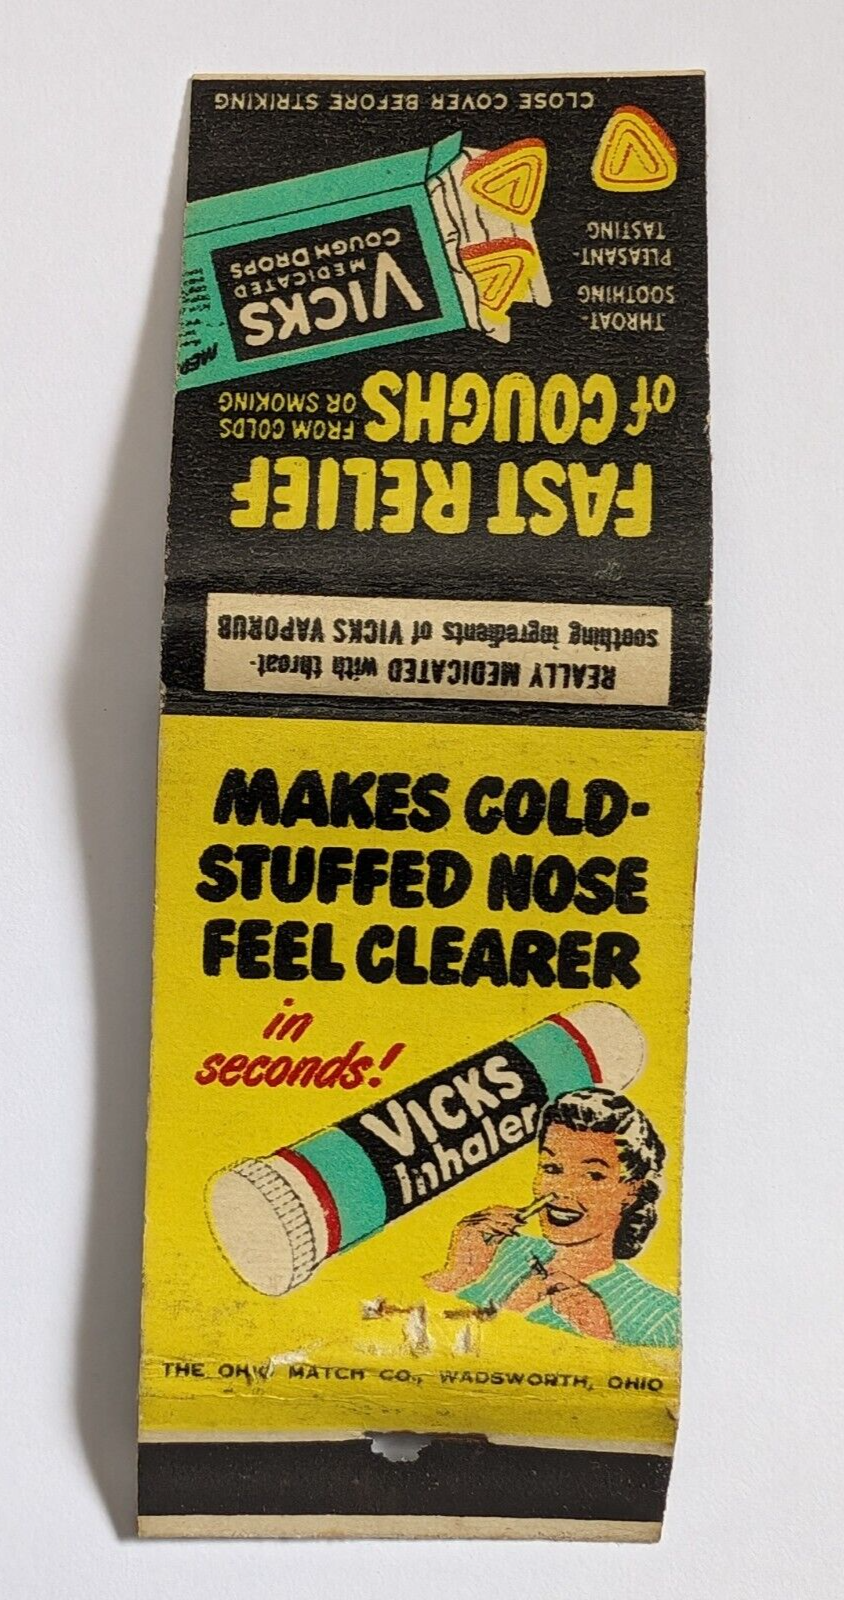 CLOSE COVER BEFORE STRIKING
VICKS
MEDICATED
COUGH DROPS
THROAT-
SOOTHING
PLEASANT-
TASTING
FAST RELIEF
of COUGHS
FROM COLDS
OR SMOKING
REALLY MEDICATED with throat-
soothing ingredients of VICKS VAPORUB
MAKES COLD-
STUFFED NOSE
FEEL CLEARER
in
seconds!
VICKS
Inhaler
THE OHIO MATCH CO., WADSWORTH, OHIO